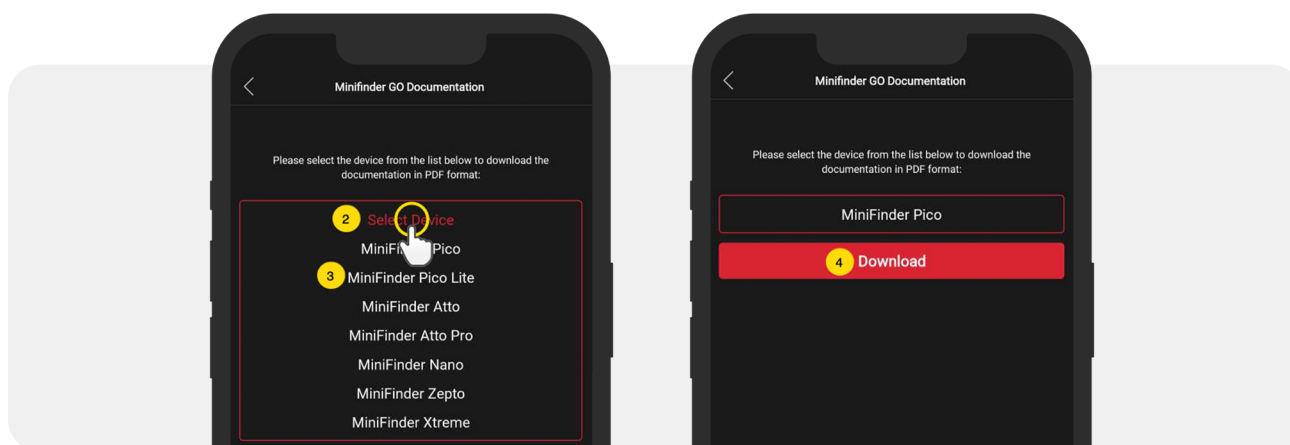 Minifinder GO Documentation
Please select the device from the list below to download the
documentation in PDF format:
2 Select Device
MiniFinder Pico
3 MiniFinder Pico Lite
MiniFinder Atto
MiniFinder Atto Pro
MiniFinder Nano
MiniFinder Zepto
MiniFinder Xtreme
Minifinder GO Documentation
Please select the device from the list below to download the
documentation in PDF format:
MiniFinder Pico
4 Download